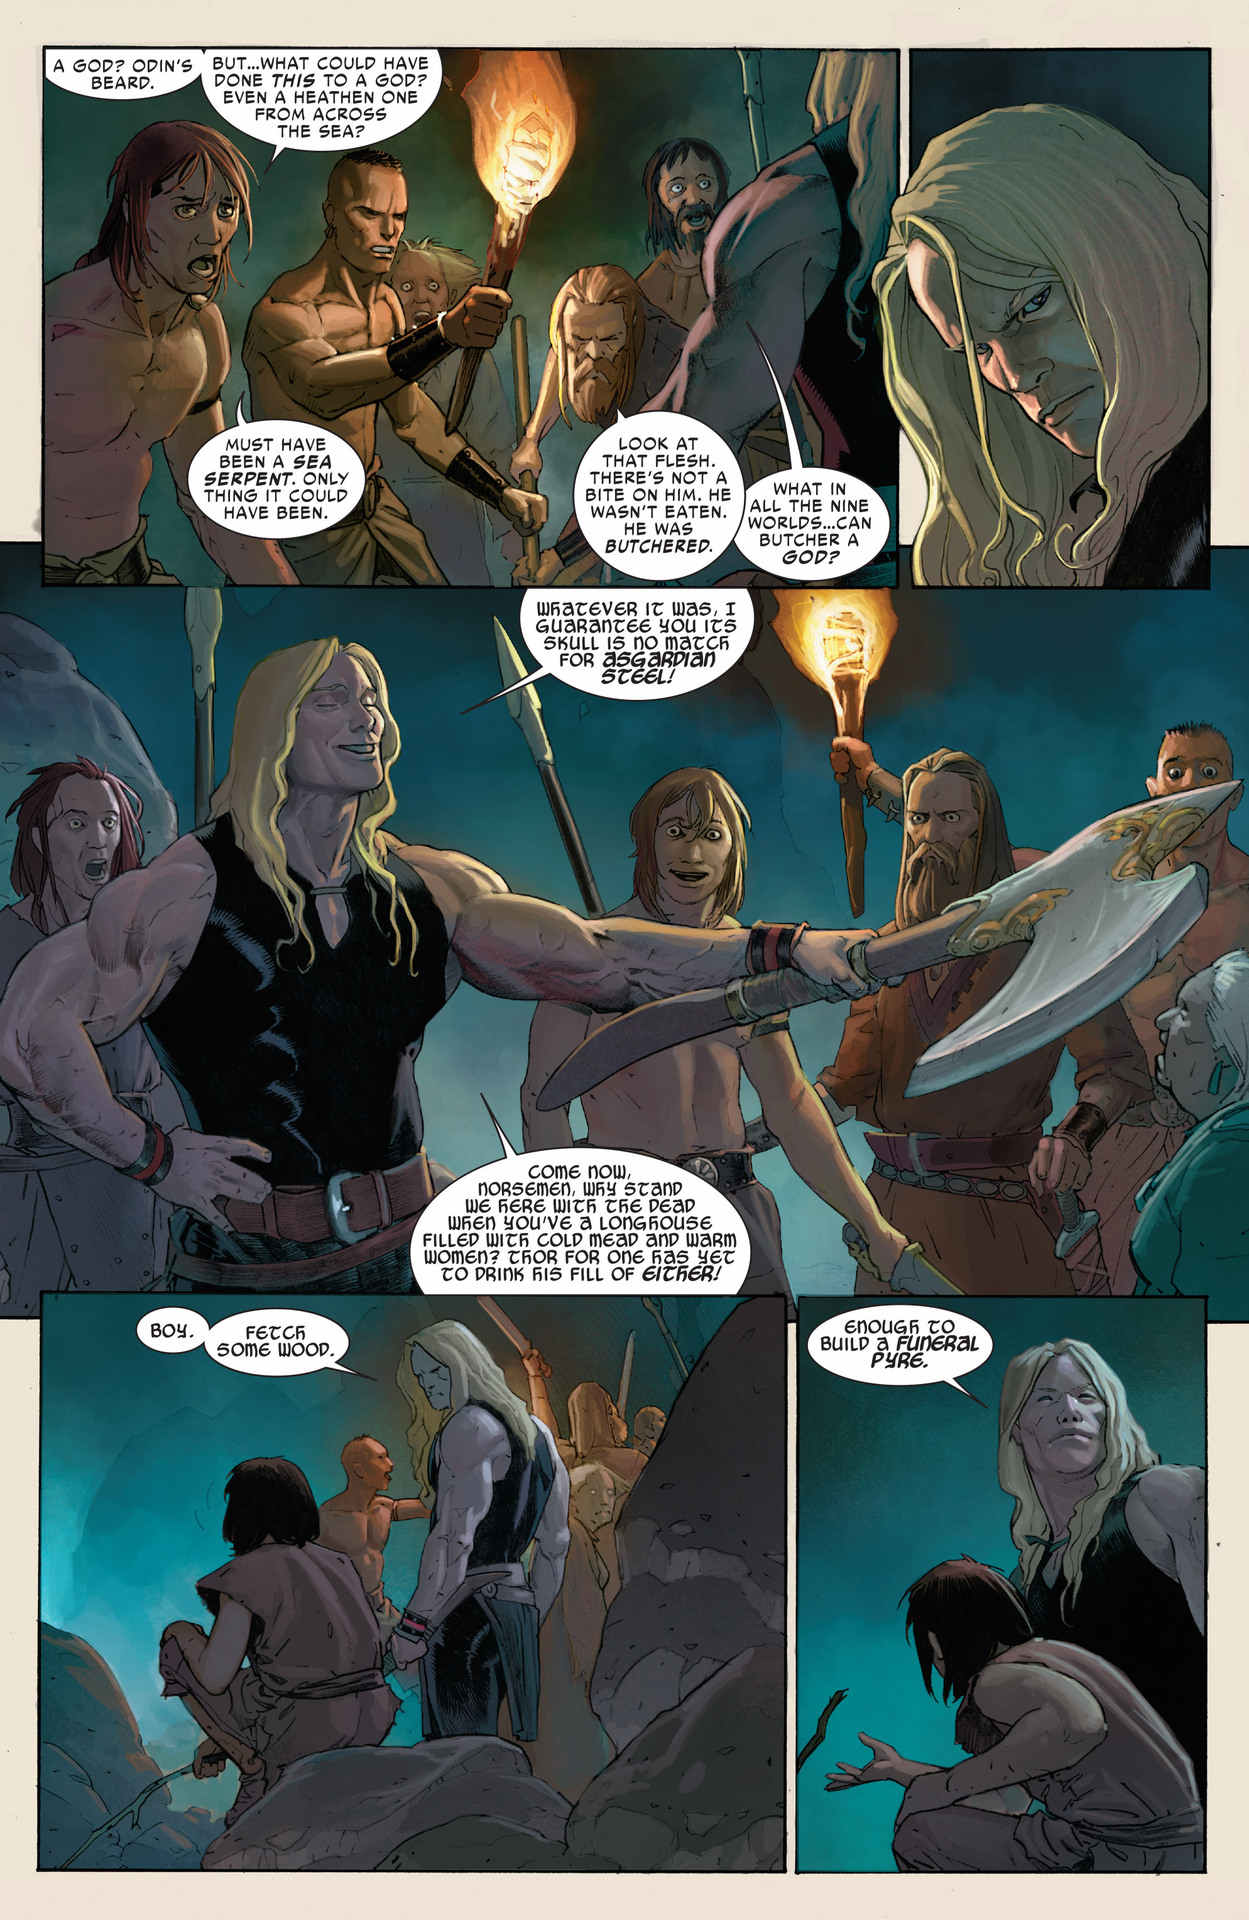 A GOD? ODIN'S
BEARD.
BUT...WHAT COULD HAVE
DONE THIS TO A GOD?
EVEN A HEATHEN ONE
FROM ACROSS
THE SEA?
MUST HAVE
BEEN A SEA
SERPENT. ONLY
THING IT COULD
HAVE BEEN.
LOOK AT
THAT FLESH.
THERE'S NOT A
BITE ON HIM. HE
WASN'T EATEN.
HE WAS
BUTCHERED.
WHAT IN
ALL THE NINE
WORLDS...CAN
BUTCHER A
GOD?
WHATEVER IT WAS, I
GUARANTEE YOU ITS
SKULL IS NO MATCH
FOR ASGARDIAN
STEEL!
COME NOW,
NORSEMEN, WHY STAND
WE HERE WITH THE DEAD
WHEN YOU'VE A LONGHOUSE
FILLED WITH COLD MEAD AND WARM
WOMEN? THOR FOR ONE HAS YET
TO DRINK HIS FILL OF EITHER!
BOY.
FETCH
SOME WOOD.
ENOUGH TO
BUILD A FUNERAL
PYRE.